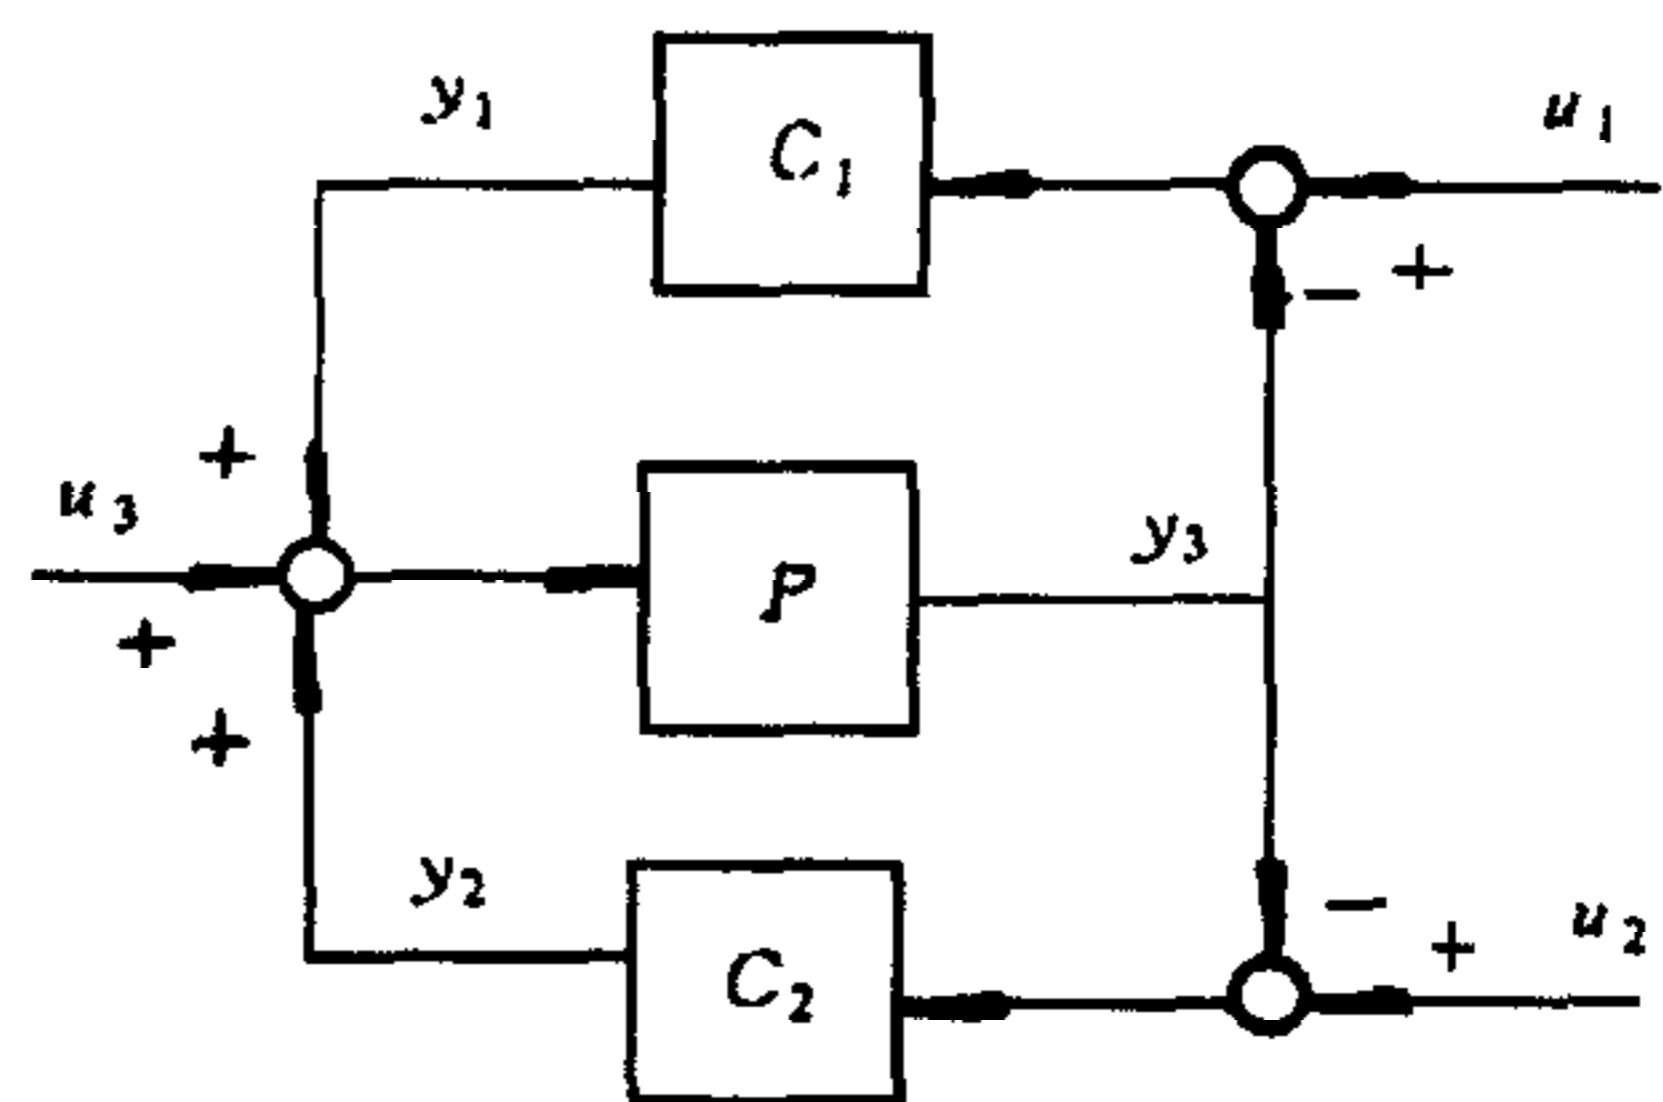 y₁
C₁
u₁
− +
+
u₃
P
y₃
+
+
y₂
C₂
−
+
u₂